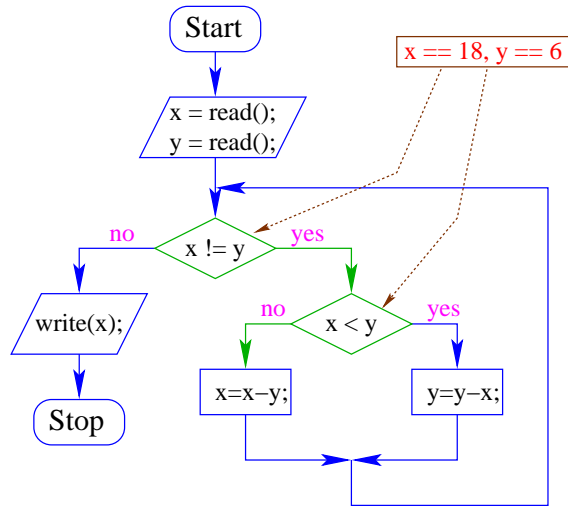 Start
x == 18, y == 6
x = read();
y = read();
no
x != y
yes
write(x);
no
x < y
yes
Stop
x=x−y;
y=y−x;